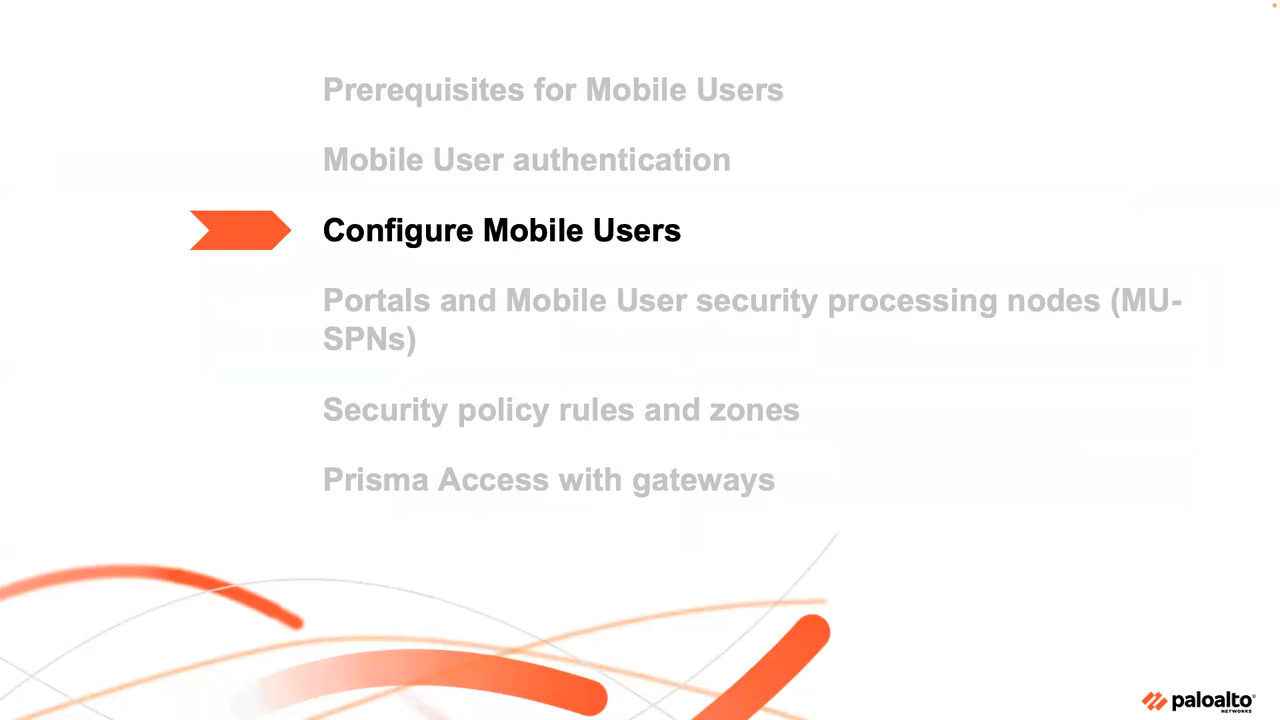 Prerequisites for Mobile Users
Mobile User authentication
Configure Mobile Users
Portals and Mobile User security processing nodes (MU-
SPNs)
Security policy rules and zones
Prisma Access with gateways
paloalto
NETWORKS